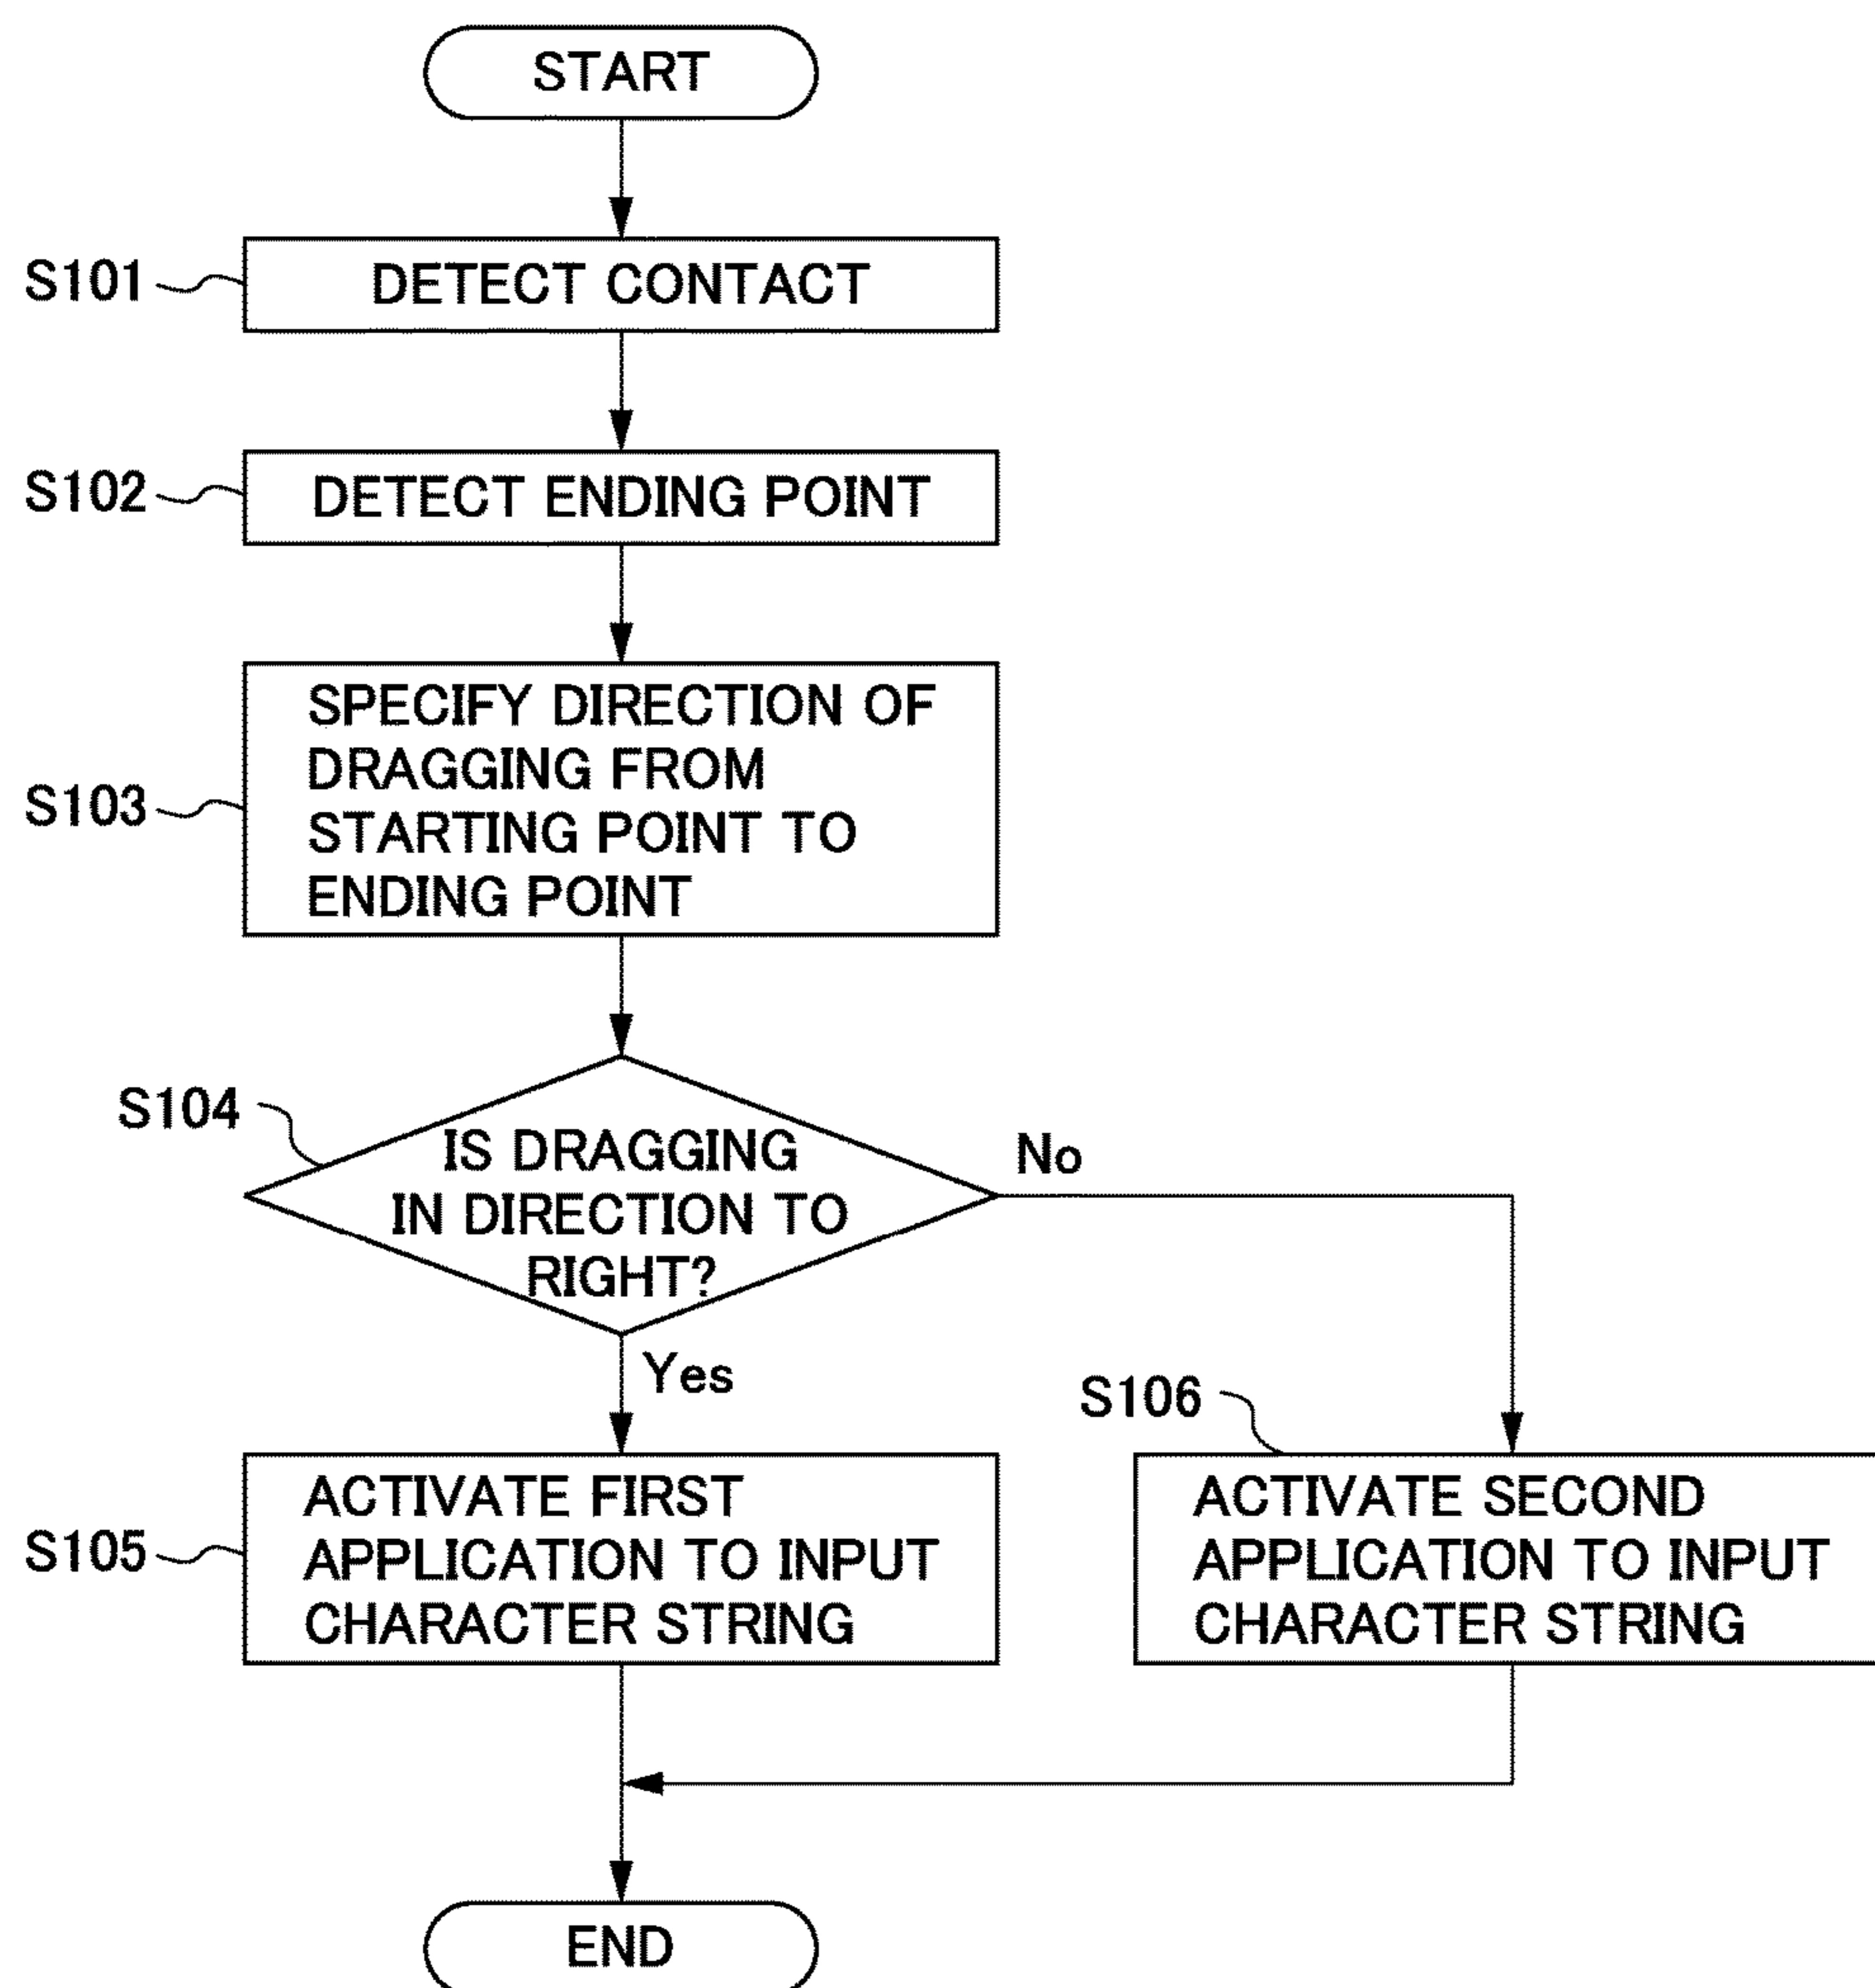 START
S101
DETECT CONTACT
S102
DETECT ENDING POINT
S103
SPECIFY DIRECTION OF
DRAGGING FROM
STARTING POINT TO
ENDING POINT
S104
IS DRAGGING
IN DIRECTION TO
RIGHT?
No
Yes
S105
ACTIVATE FIRST
APPLICATION TO INPUT
CHARACTER STRING
S106
ACTIVATE SECOND
APPLICATION TO INPUT
CHARACTER STRING
END